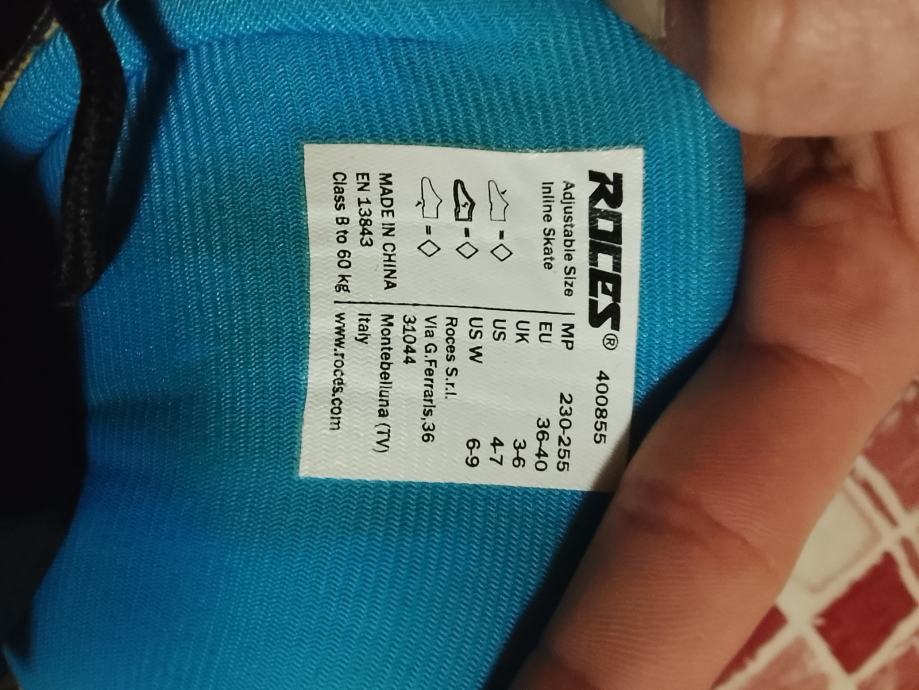 ROCES® 400855
Adjustable Size
Inline Skate
MP 230-255
EU 36-40
UK 3-6
US 4-7
US W 6-9
= ◇
= ◇
= ◇
MADE IN CHINA
EN 13843
Class B to 60 kg
Roces S.r.l.
Via G.Ferraris,36
31044
Montebelluna (TV)
Italy
www.roces.com